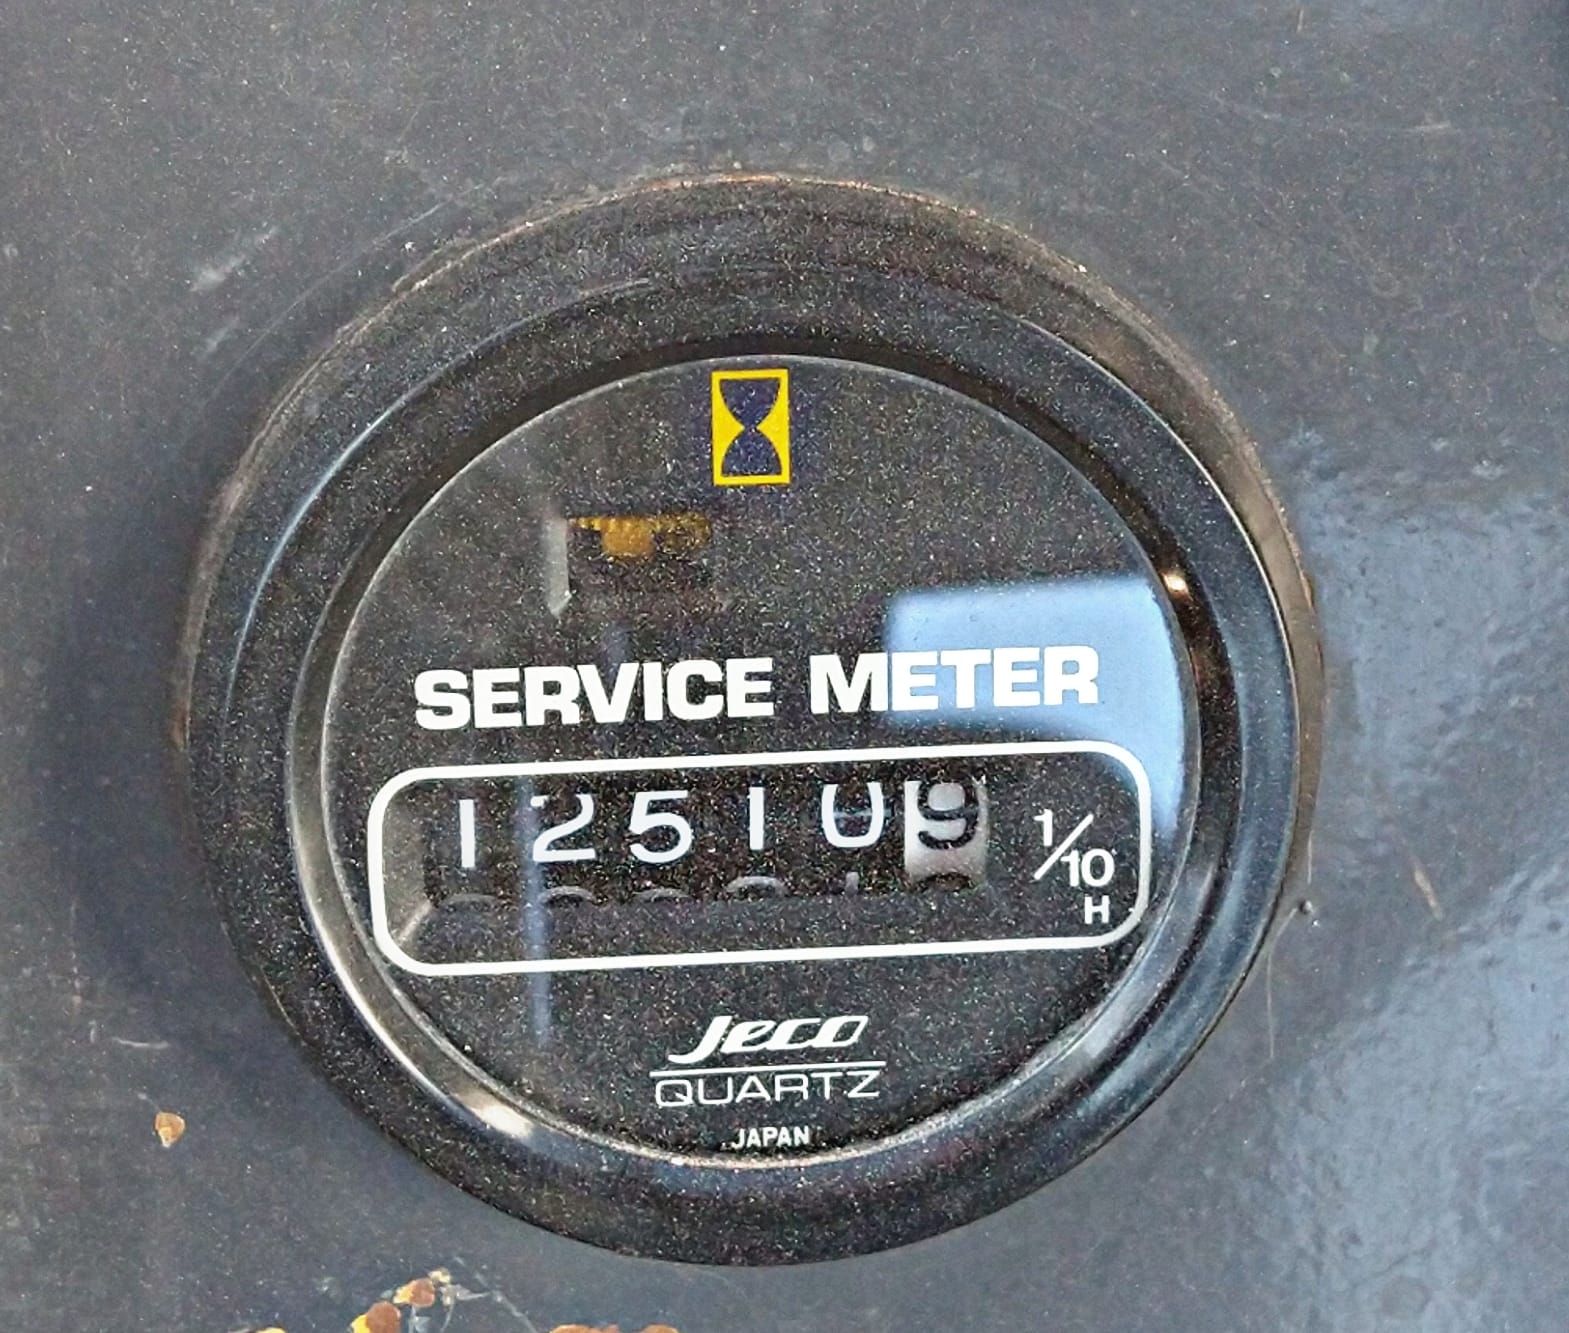 SERVICE METER
125109 1/10
H
Jeco
QUARTZ
JAPAN